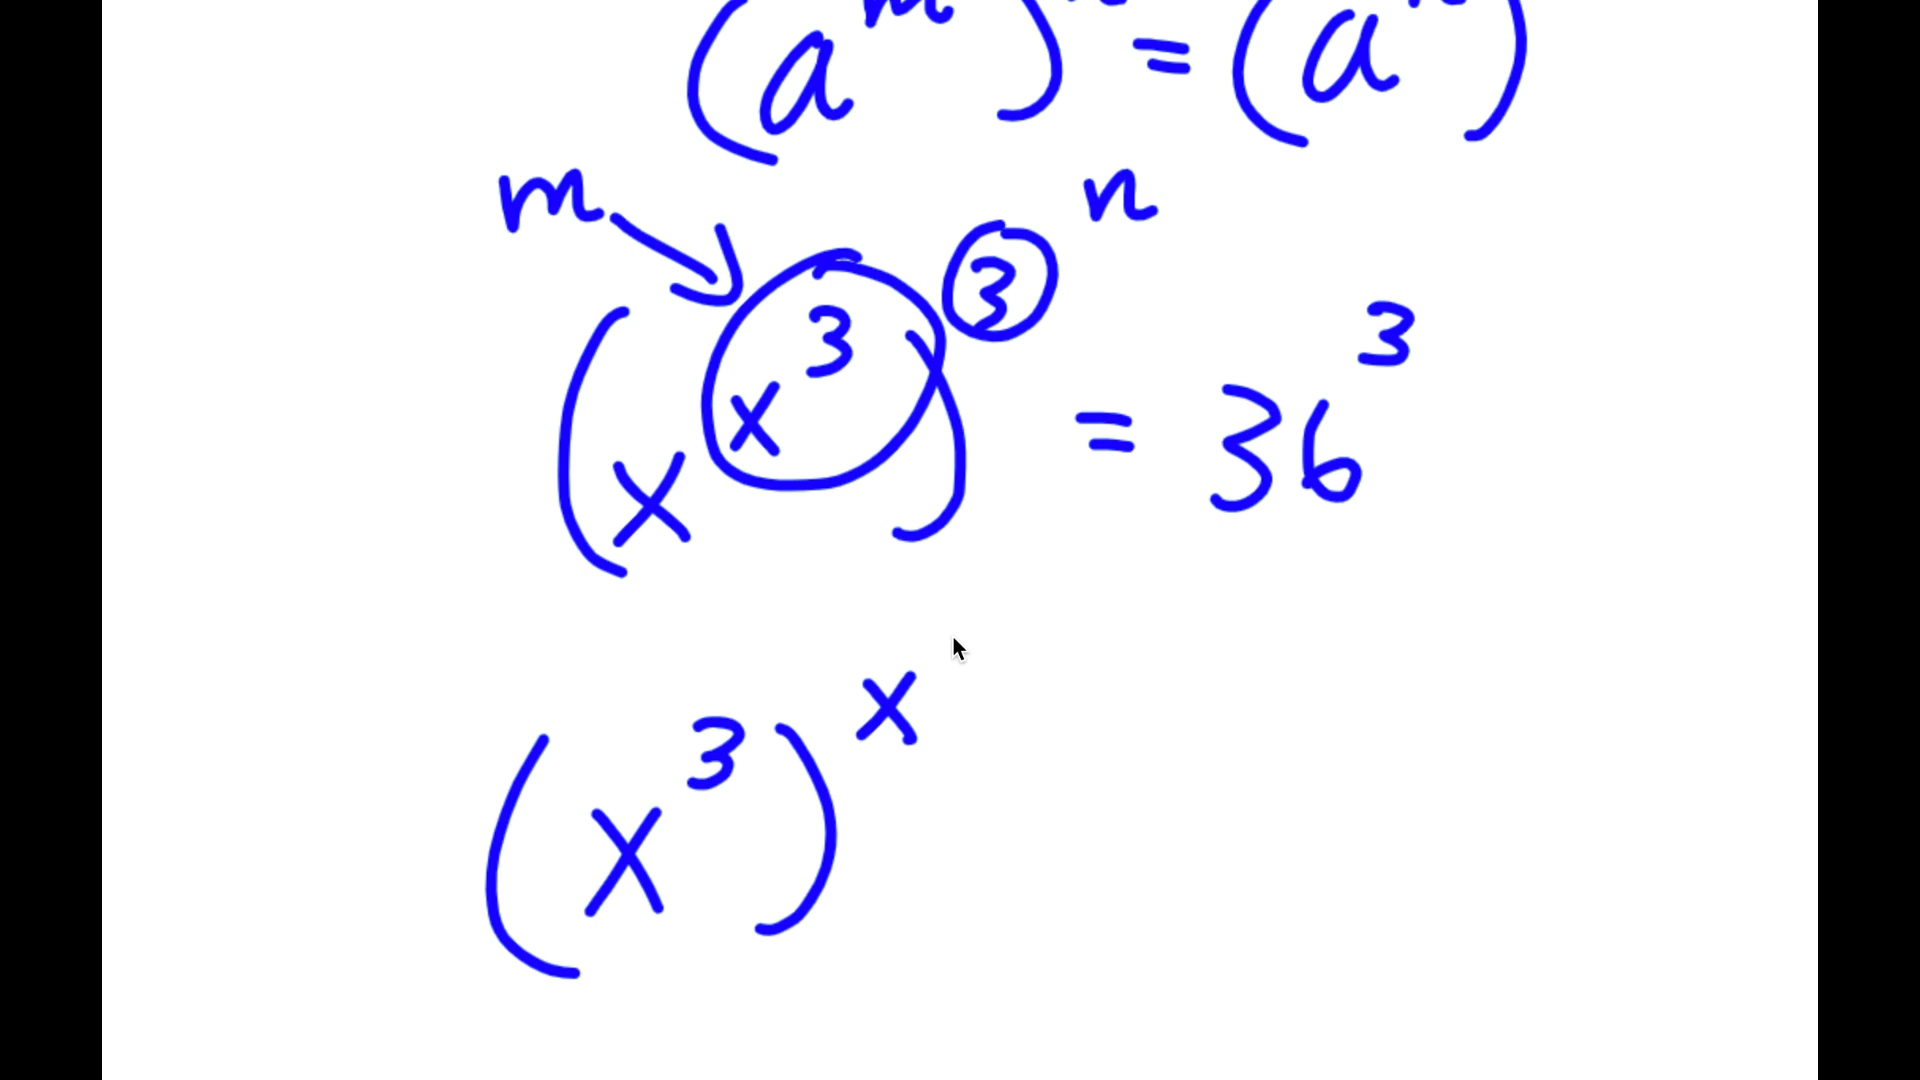 (a^m)^n = (a^n)
m n
(x^{x^3})^3 = 36^3
(x^3)^x